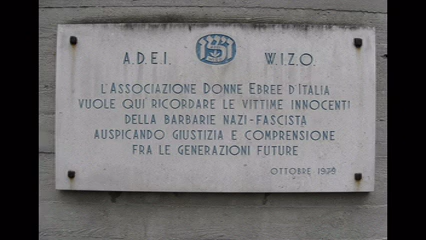 A.D.E.I. W.I.Z.O.
L'ASSOCIAZIONE DONNE EBREE D'ITALIA
VUOLE QUI RICORDARE LE VITTIME INNOCENTI
DELLA BARBARIE NAZI-FASCISTA
AUSPICANDO GIUSTIZIA E COMPRENSIONE
FRA LE GENERAZIONI FUTURE
OTTOBRE